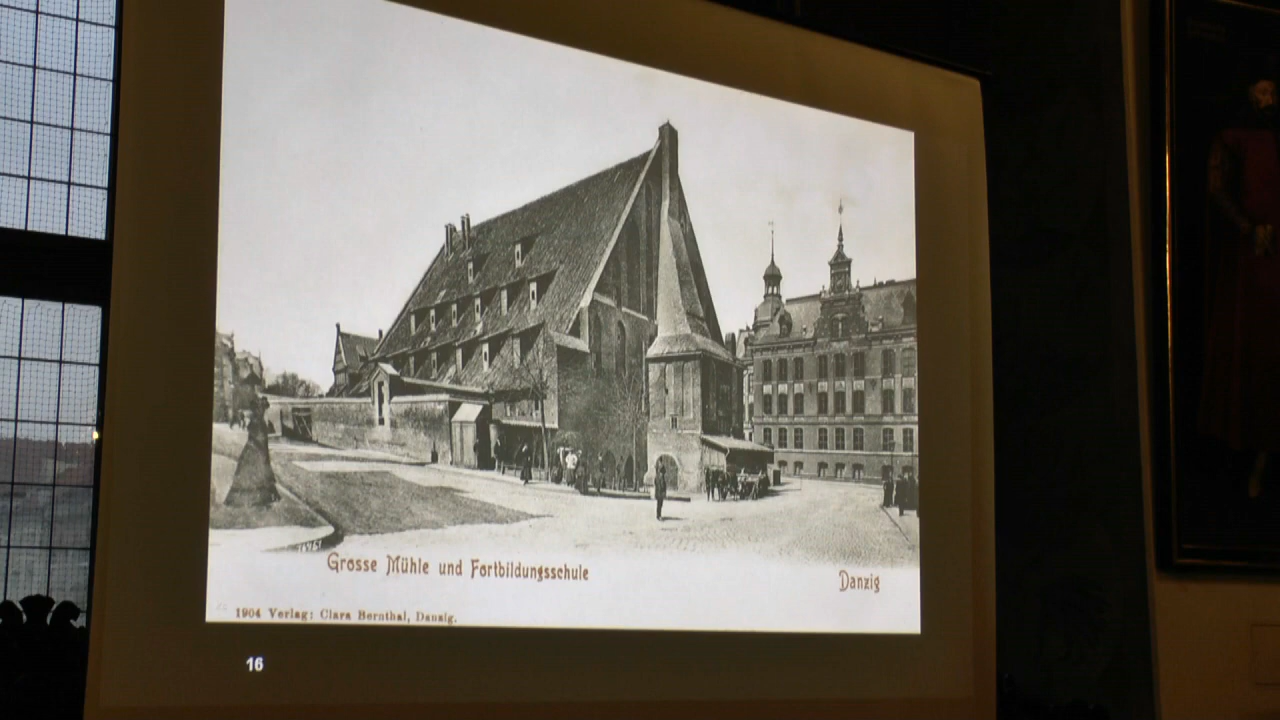 Grosse Mühle und Fortbildungsschule
Danzig
1904 Verlag: Clara Bernthal, Danzig.
16